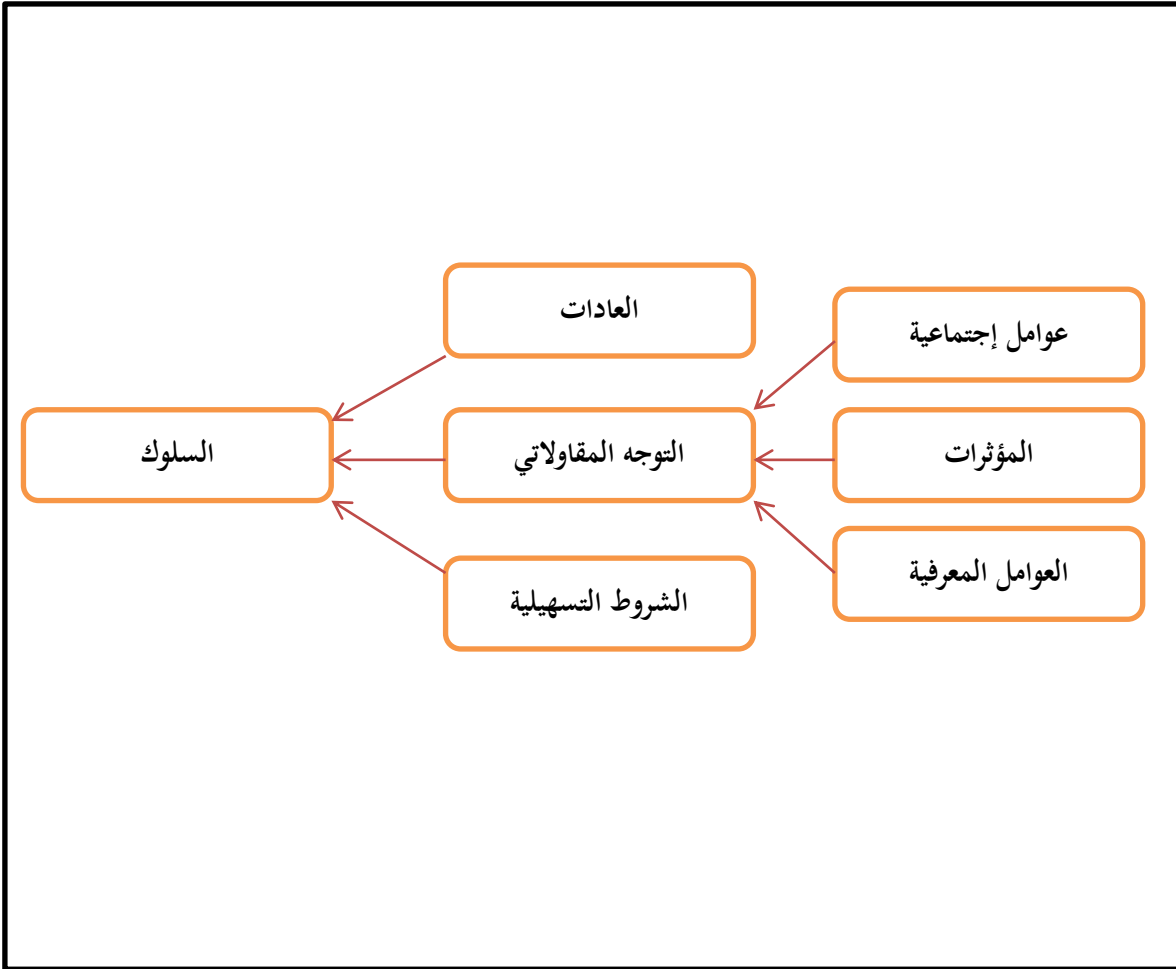 عوامل إجتماعية
المؤثرات
العوامل المعرفية
العادات
التوجه المقاولاتي
الشروط التسهيلية
السلوك